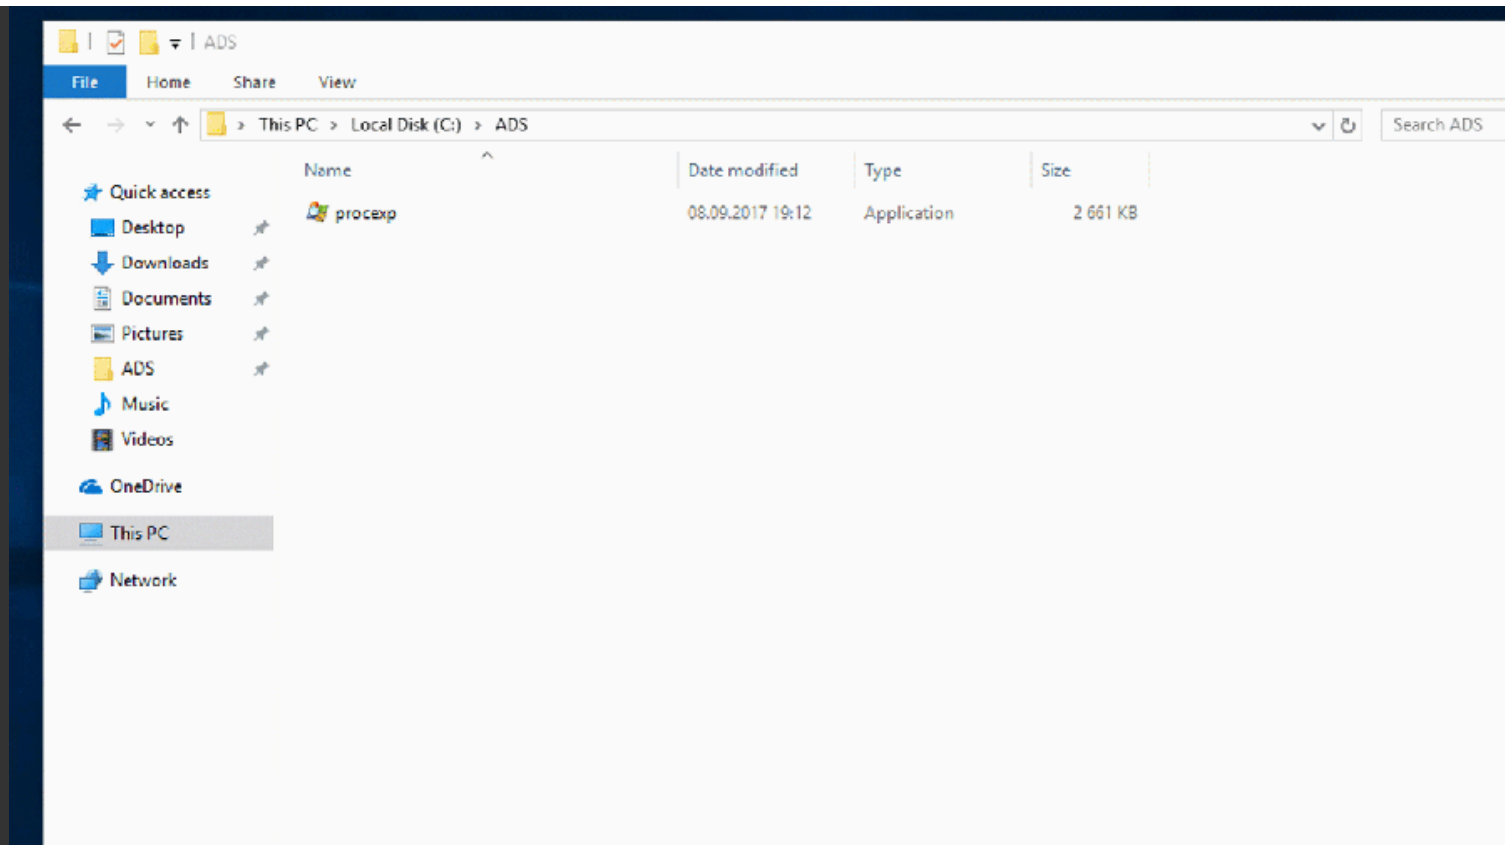 ADS
File Home Share View
This PC > Local Disk (C:) > ADS
Search ADS
Name Date modified Type Size
procexp 08.09.2017 19:12 Application 2 661 KB
Quick access
Desktop
Downloads
Documents
Pictures
ADS
Music
Videos
OneDrive
This PC
Network